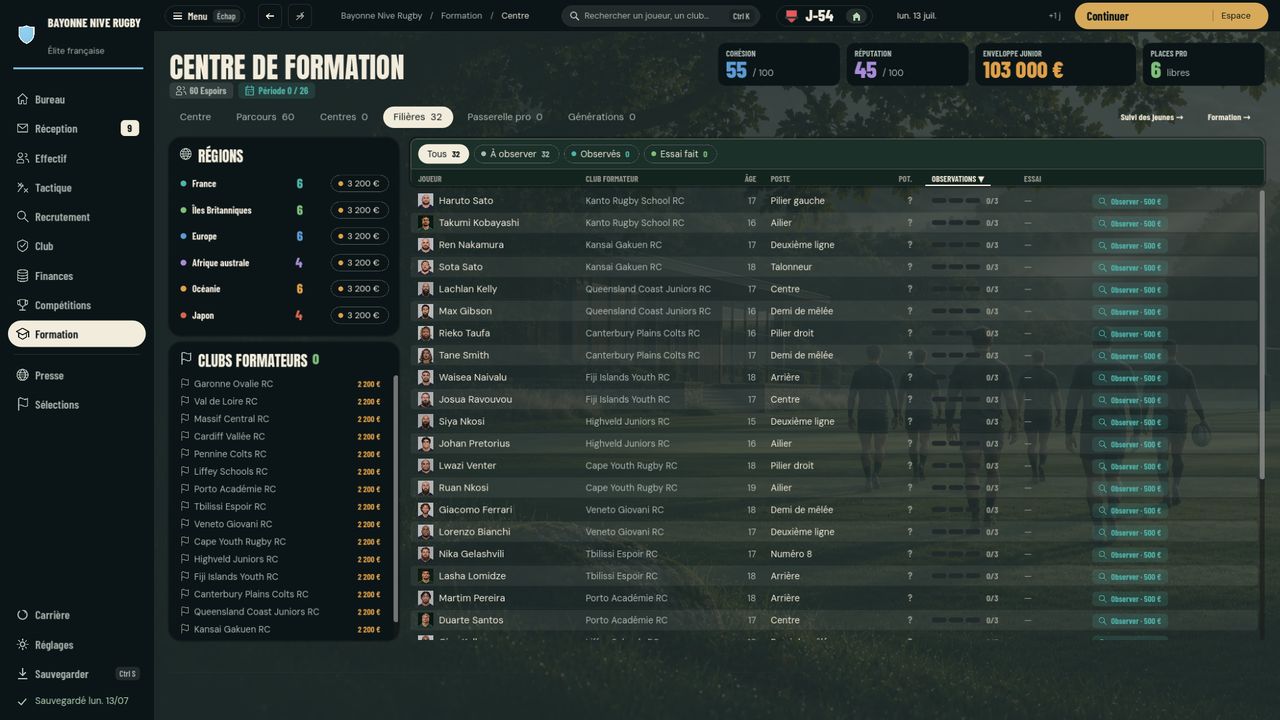 BAYONNE NIVE RUGBY
Élite française
Menu Échap
Bayonne Nive Rugby / Formation / Centre
Rechercher un joueur, un club... Ctrl K
J-54
lun. 13 juil.
+1 j
Continuer Espace
Bureau
Réception 9
Effectif
Tactique
Recrutement
Club
Finances
Compétitions
Formation
Presse
Sélections
Carrière
Réglages
Sauvegarder Ctrl S
Sauvegardé lun. 13/07
CENTRE DE FORMATION
60 Espoirs
Période 0 / 26
COHÉSION
55 / 100
RÉPUTATION
45 / 100
ENVELOPPE JUNIOR
103 000 €
PLACES PRO
6 libres
Centre
Parcours 60
Centres 0
Filières 32
Passerelle pro 0
Générations 0
Suivi des jeunes →
Formation →
RÉGIONS
France 6 3 200 €
Îles Britanniques 6 3 200 €
Europe 6 3 200 €
Afrique australe 4 3 200 €
Océanie 6 3 200 €
Japon 4 3 200 €
CLUBS FORMATEURS 0
Garonne Ovalie RC 2 200 €
Val de Loire RC 2 200 €
Massif Central RC 2 200 €
Cardiff Vallée RC 2 200 €
Pennine Colts RC 2 200 €
Liffey Schools RC 2 200 €
Porto Académie RC 2 200 €
Tbilissi Espoir RC 2 200 €
Veneto Giovani RC 2 200 €
Cape Youth Rugby RC 2 200 €
Highveld Juniors RC 2 200 €
Fiji Islands Youth RC 2 200 €
Canterbury Plains Colts RC 2 200 €
Queensland Coast Juniors RC 2 200 €
Kansai Gakuen RC 2 200 €
Tous 32
À observer 32
Observés 0
Essai fait 0
JOUEUR CLUB FORMATEUR ÂGE POSTE POT. OBSERVATIONS ▼ ESSAI
Haruto Sato Kanto Rugby School RC 17 Pilier gauche ? 0/3 — Observer · 500 €
Takumi Kobayashi Kanto Rugby School RC 16 Ailier ? 0/3 — Observer · 500 €
Ren Nakamura Kansai Gakuen RC 17 Deuxième ligne ? 0/3 — Observer · 500 €
Sota Sato Kansai Gakuen RC 18 Talonneur ? 0/3 — Observer · 500 €
Lachlan Kelly Queensland Coast Juniors RC 17 Centre ? 0/3 — Observer · 500 €
Max Gibson Queensland Coast Juniors RC 16 Demi de mêlée ? 0/3 — Observer · 500 €
Rieko Taufa Canterbury Plains Colts RC 16 Pilier droit ? 0/3 — Observer · 500 €
Tane Smith Canterbury Plains Colts RC 17 Demi de mêlée ? 0/3 — Observer · 500 €
Waisea Naivalu Fiji Islands Youth RC 18 Arrière ? 0/3 — Observer · 500 €
Josua Ravouvou Fiji Islands Youth RC 17 Centre ? 0/3 — Observer · 500 €
Siya Nkosi Highveld Juniors RC 15 Deuxième ligne ? 0/3 — Observer · 500 €
Johan Pretorius Highveld Juniors RC 16 Ailier ? 0/3 — Observer · 500 €
Lwazi Venter Cape Youth Rugby RC 18 Pilier droit ? 0/3 — Observer · 500 €
Ruan Nkosi Cape Youth Rugby RC 19 Ailier ? 0/3 — Observer · 500 €
Giacomo Ferrari Veneto Giovani RC 18 Demi de mêlée ? 0/3 — Observer · 500 €
Lorenzo Bianchi Veneto Giovani RC 17 Deuxième ligne ? 0/3 — Observer · 500 €
Nika Gelashvili Tbilissi Espoir RC 17 Numéro 8 ? 0/3 — Observer · 500 €
Lasha Lomidze Tbilissi Espoir RC 18 Arrière ? 0/3 — Observer · 500 €
Martim Pereira Porto Académie RC 18 Arrière ? 0/3 — Observer · 500 €
Duarte Santos Porto Académie RC 17 Centre ? 0/3 — Observer · 500 €